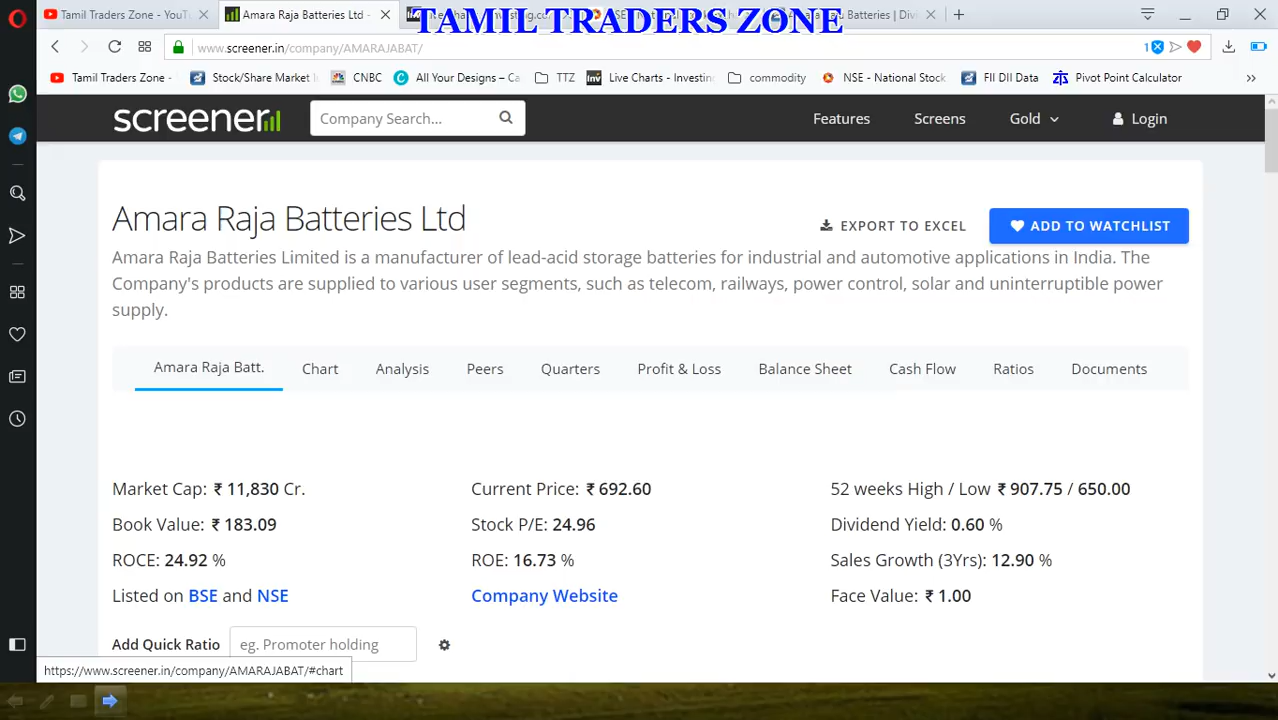 Tamil Traders Zone - YouT
Amara Raja Batteries Ltd -
TAMIL TRADERS ZONE
Batteries | Divi
www.screener.in/company/AMARAJABAT/
1
Tamil Traders Zone -
Stock/Share Market
CNBC
All Your Designs – Ca
TTZ
Live Charts - Investin
commodity
NSE - National Stock
FII DII Data
Pivot Point Calculator
screener
Company Search...
Features
Screens
Gold
Login
Amara Raja Batteries Ltd
EXPORT TO EXCEL
ADD TO WATCHLIST
Amara Raja Batteries Limited is a manufacturer of lead-acid storage batteries for industrial and automotive applications in India. The
Company's products are supplied to various user segments, such as telecom, railways, power control, solar and uninterruptible power
supply.
Amara Raja Batt.
Chart
Analysis
Peers
Quarters
Profit & Loss
Balance Sheet
Cash Flow
Ratios
Documents
Market Cap: ₹ 11,830 Cr.
Current Price: ₹ 692.60
52 weeks High / Low ₹ 907.75 / 650.00
Book Value: ₹ 183.09
Stock P/E: 24.96
Dividend Yield: 0.60 %
ROCE: 24.92 %
ROE: 16.73 %
Sales Growth (3Yrs): 12.90 %
Listed on BSE and NSE
Company Website
Face Value: ₹ 1.00
Add Quick Ratio
eg. Promoter holding
https://www.screener.in/company/AMARAJABAT/#chart